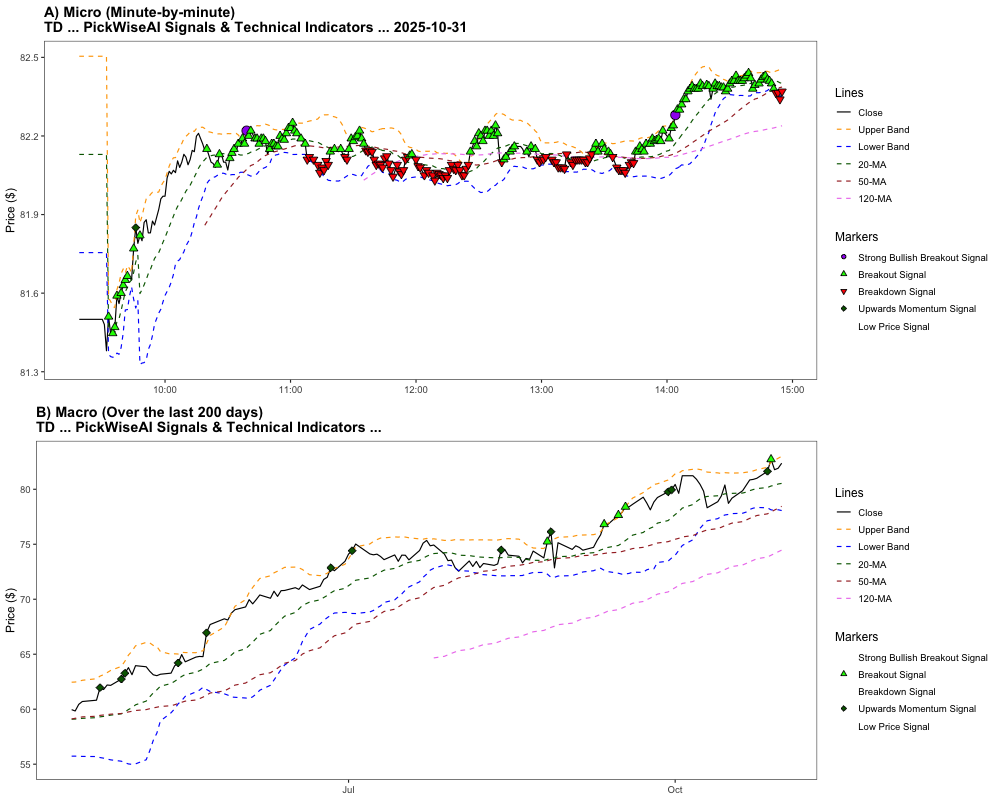 A) Micro (Minute-by-minute)
TD ... PickWiseAI Signals & Technical Indicators ... 2025-10-31
Price ($)
82.5
82.2
81.9
81.6
81.3
10:00
11:00
12:00
13:00
14:00
15:00
Lines
Close
Upper Band
Lower Band
20-MA
50-MA
120-MA
Markers
Strong Bullish Breakout Signal
Breakout Signal
Breakdown Signal
Upwards Momentum Signal
Low Price Signal
B) Macro (Over the last 200 days)
TD ... PickWiseAI Signals & Technical Indicators ...
Price ($)
80
75
70
65
60
55
Jul
Oct
Lines
Close
Upper Band
Lower Band
20-MA
50-MA
120-MA
Markers
Strong Bullish Breakout Signal
Breakout Signal
Breakdown Signal
Upwards Momentum Signal
Low Price Signal